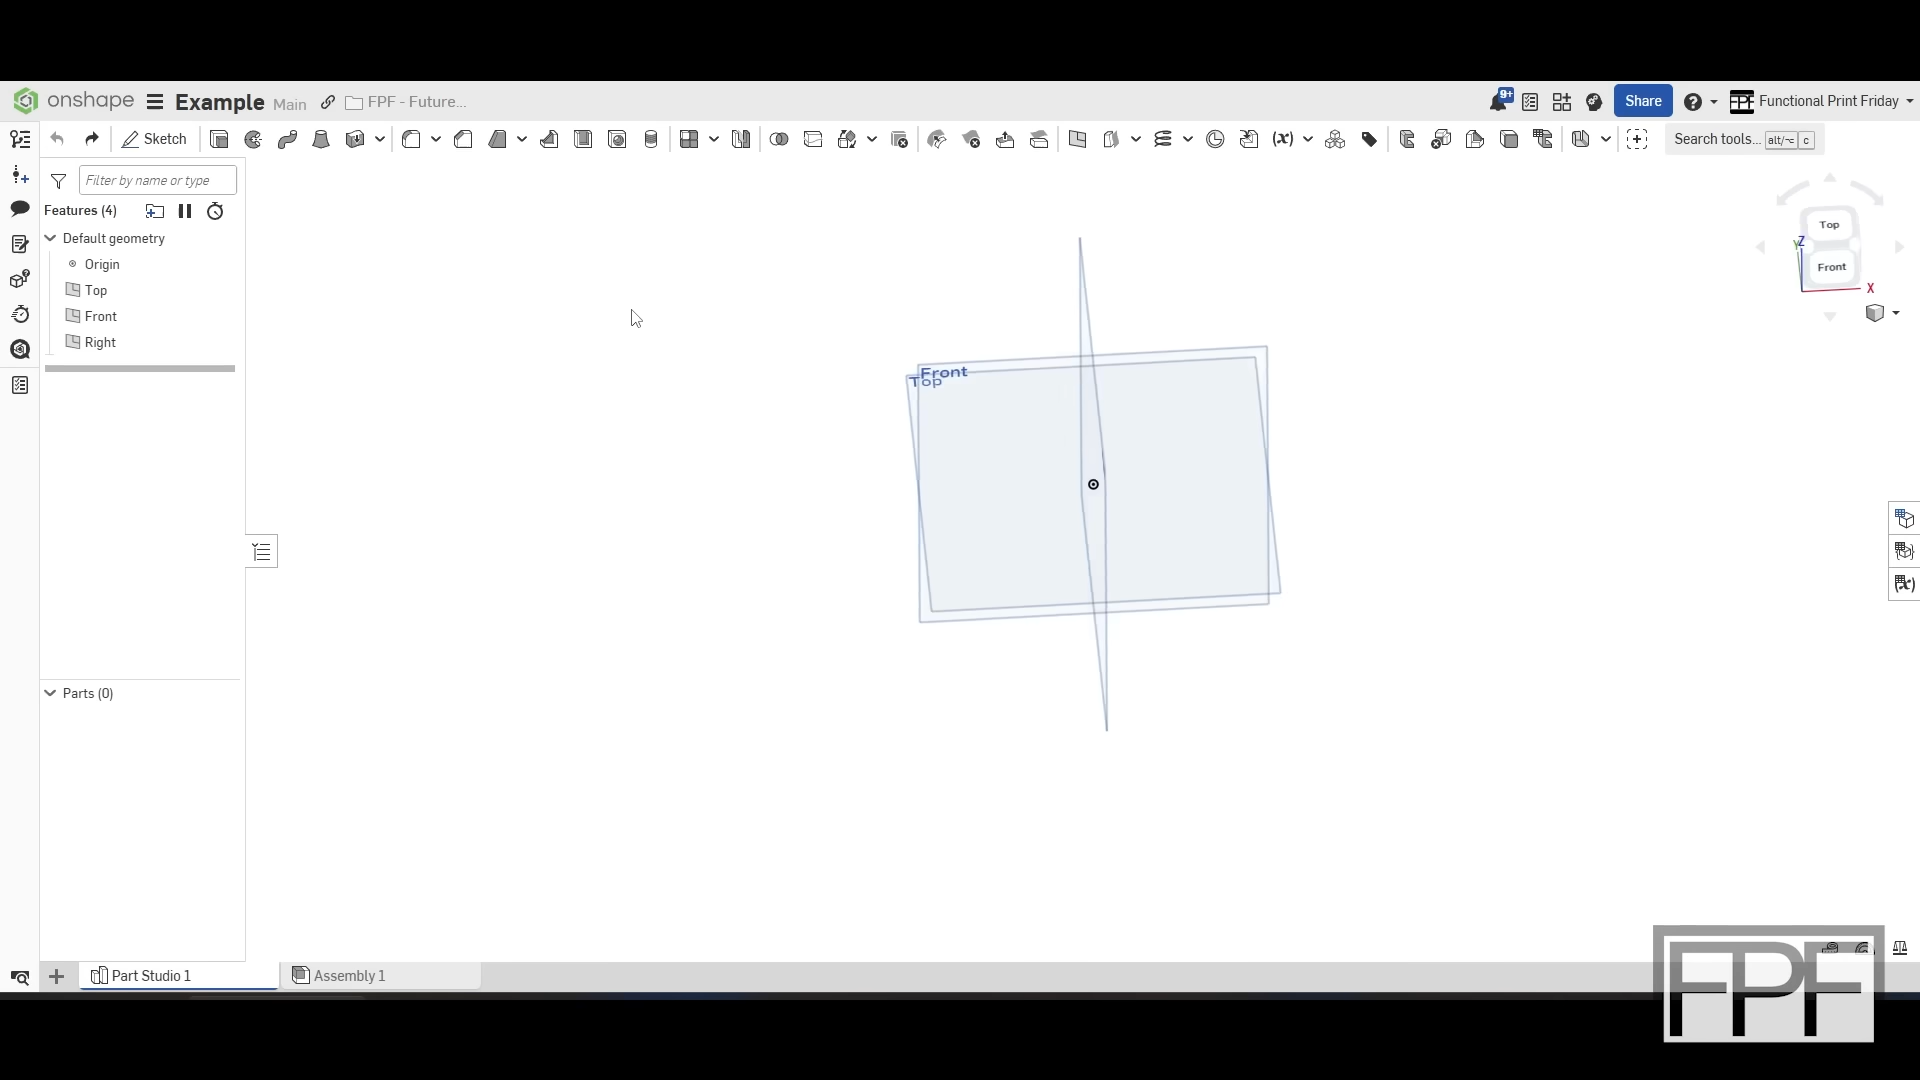 onshape Example Main FPF - Future...
9+ Share Functional Print Friday
Sketch (x) Search tools... alt/⌥ c
Filter by name or type
Features (4)
Default geometry
Origin
Top
Front
Right
Parts (0)
Front
Top
Top
Front
Z
Y
X
(x)
Part Studio 1
Assembly 1
FPF